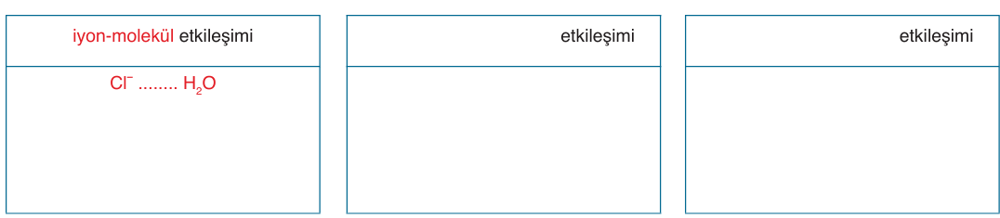 iyon-molekül etkileşimi
Cl⁻ ........ H₂O
etkileşimi
etkileşimi